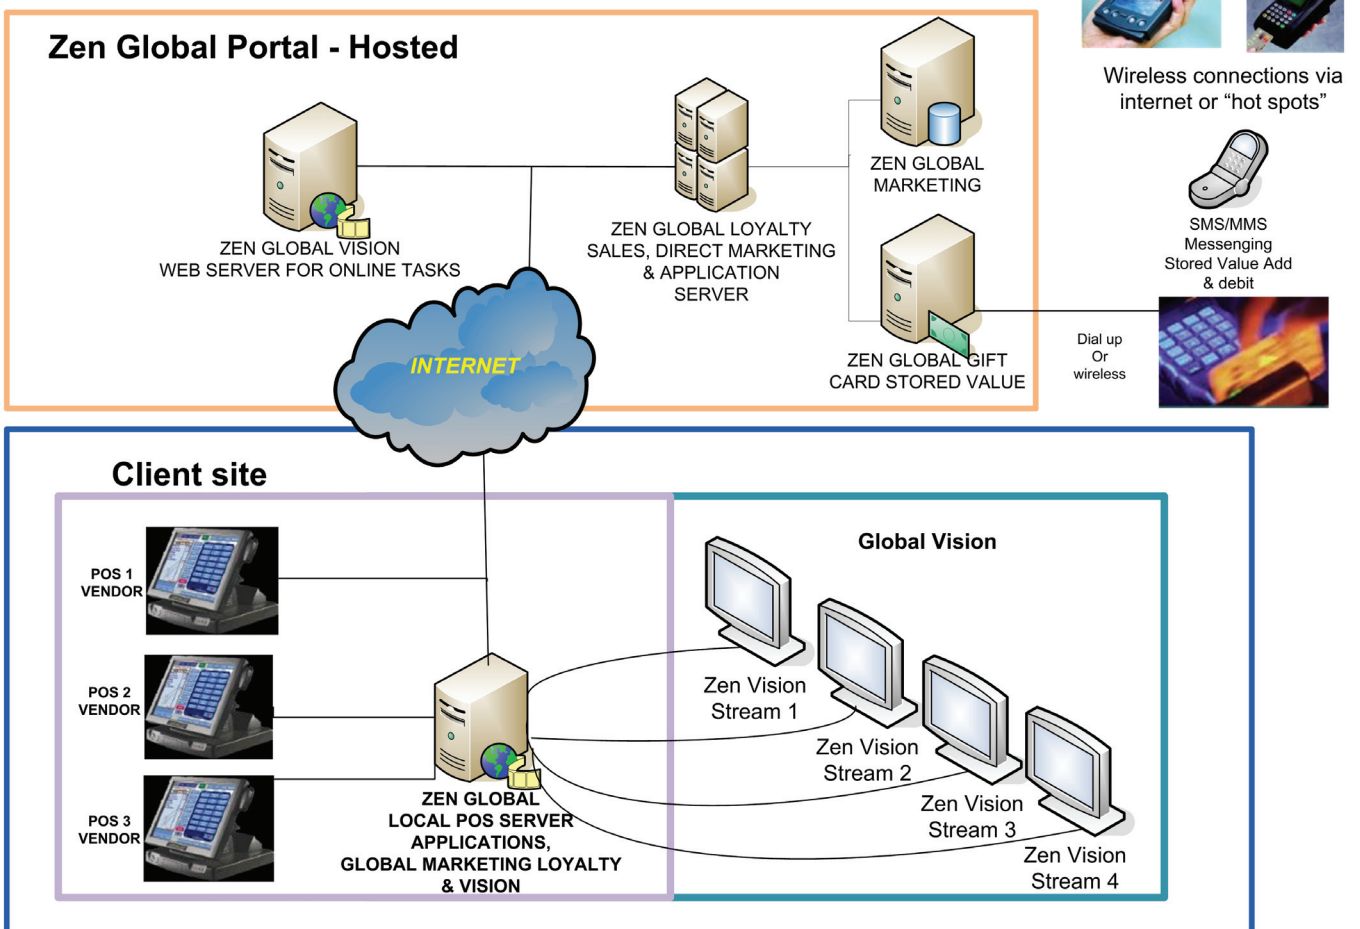 Zen Global Portal - Hosted
Wireless connections via
internet or “hot spots”
ZEN GLOBAL
MARKETING
SMS/MMS
Messenging
Stored Value Add
& debit
ZEN GLOBAL VISION
WEB SERVER FOR ONLINE TASKS
ZEN GLOBAL LOYALTY
SALES, DIRECT MARKETING
& APPLICATION
SERVER
INTERNET
ZEN GLOBAL GIFT
CARD STORED VALUE
Dial up
Or
wireless
Client site
Global Vision
POS 1
VENDOR
POS 2
VENDOR
POS 3
VENDOR
ZEN GLOBAL
LOCAL POS SERVER
APPLICATIONS,
GLOBAL MARKETING LOYALTY
& VISION
Zen Vision
Stream 1
Zen Vision
Stream 2
Zen Vision
Stream 3
Zen Vision
Stream 4